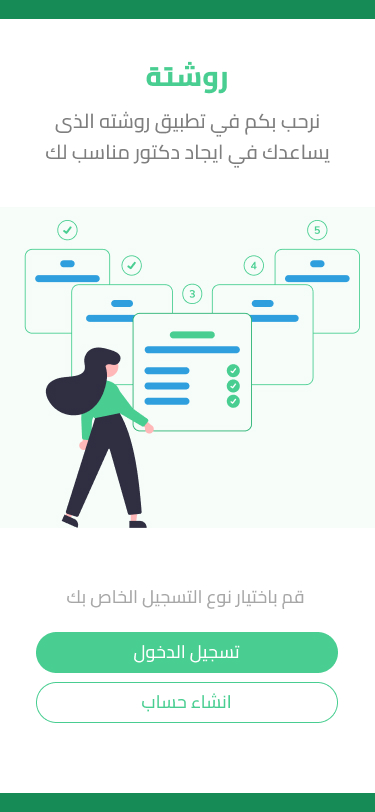 روشتة
نرحب بكم في تطبيق روشته الذى
يساعدك في ايجاد دكتور مناسب لك
5
4
3
قم باختيار نوع التسجيل الخاص بك
تسجيل الدخول
انشاء حساب